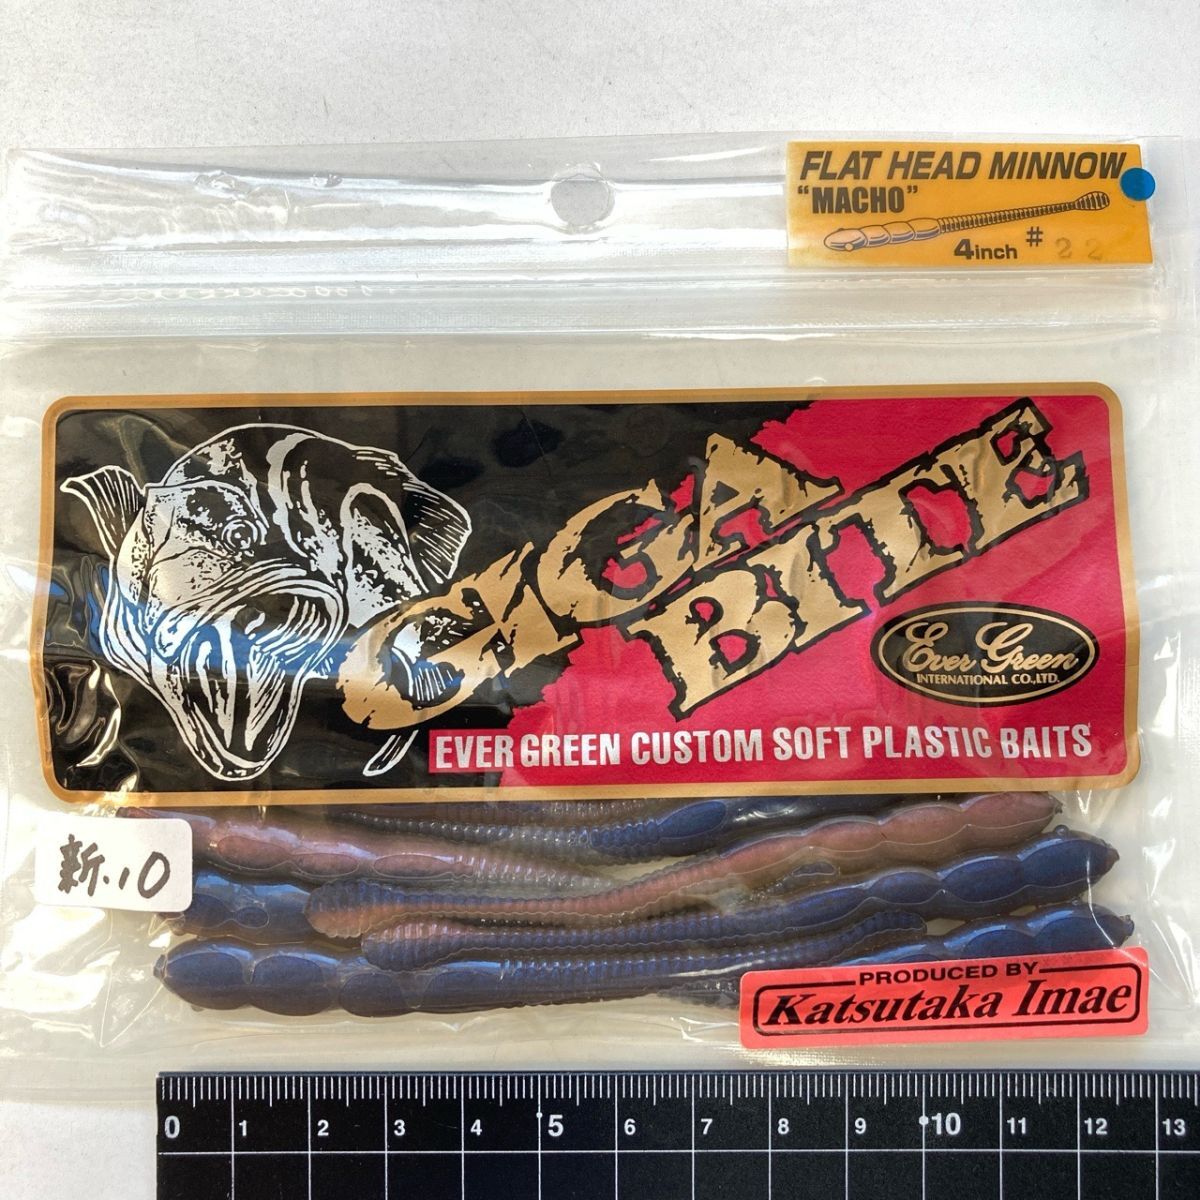 FLAT HEAD MINNOW
"MACHO"
4inch # 22
GIGA
BITE
Ever Green
INTERNATIONAL CO.,LTD.
EVER GREEN CUSTOM SOFT PLASTIC BAITS
新.10
PRODUCED BY
Katsutaka Imae
0 1 2 3 4 5 6 7 8 9 10 11 12 13